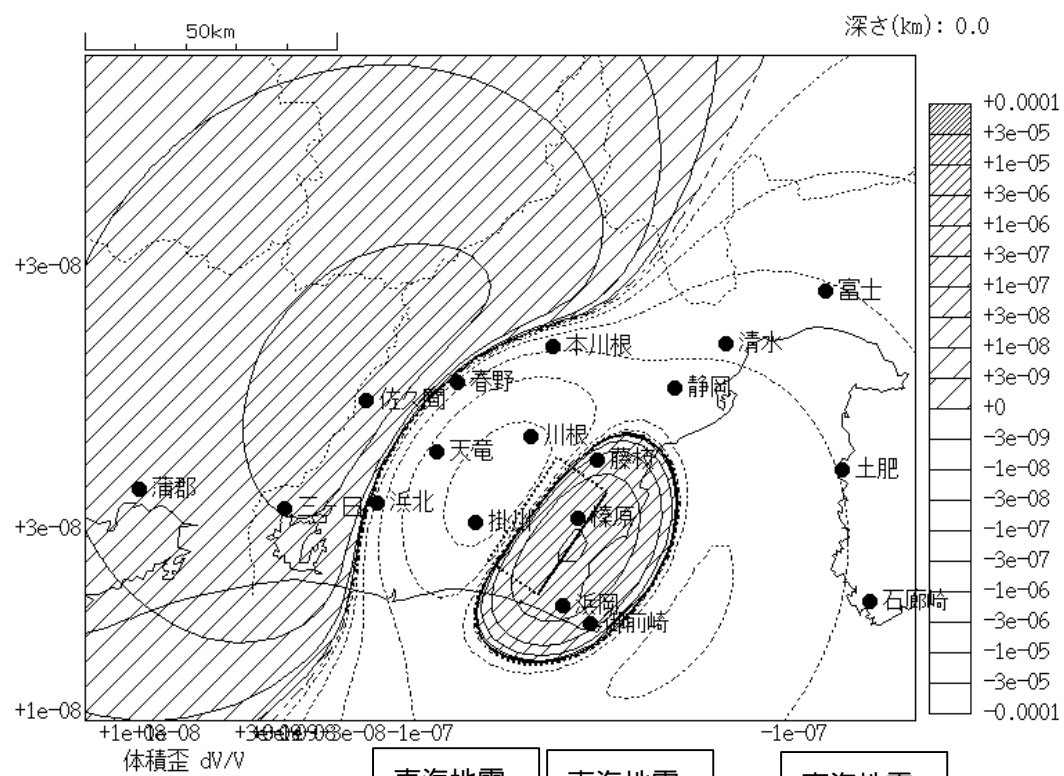 50km
深さ(km): 0.0
+0.0001
+3e-05
+1e-05
+3e-06
+1e-06
+3e-07
+1e-07
+3e-08
+1e-08
+3e-09
+0
-3e-09
-1e-08
-3e-08
-1e-07
-3e-07
-1e-06
-3e-06
-1e-05
-3e-05
-0.0001
+3e-08
富士
本川根
清水
春野
静岡
佐久間
川根
天竜
藤枝
土肥
蒲郡
三ヶ日
浜北
掛川
榛原
+3e-08
浜岡
石廊崎
御前崎
+1e-08
-1e-07
-1e-07
体積歪 dV/V
東海地震
東海地震
東海地震